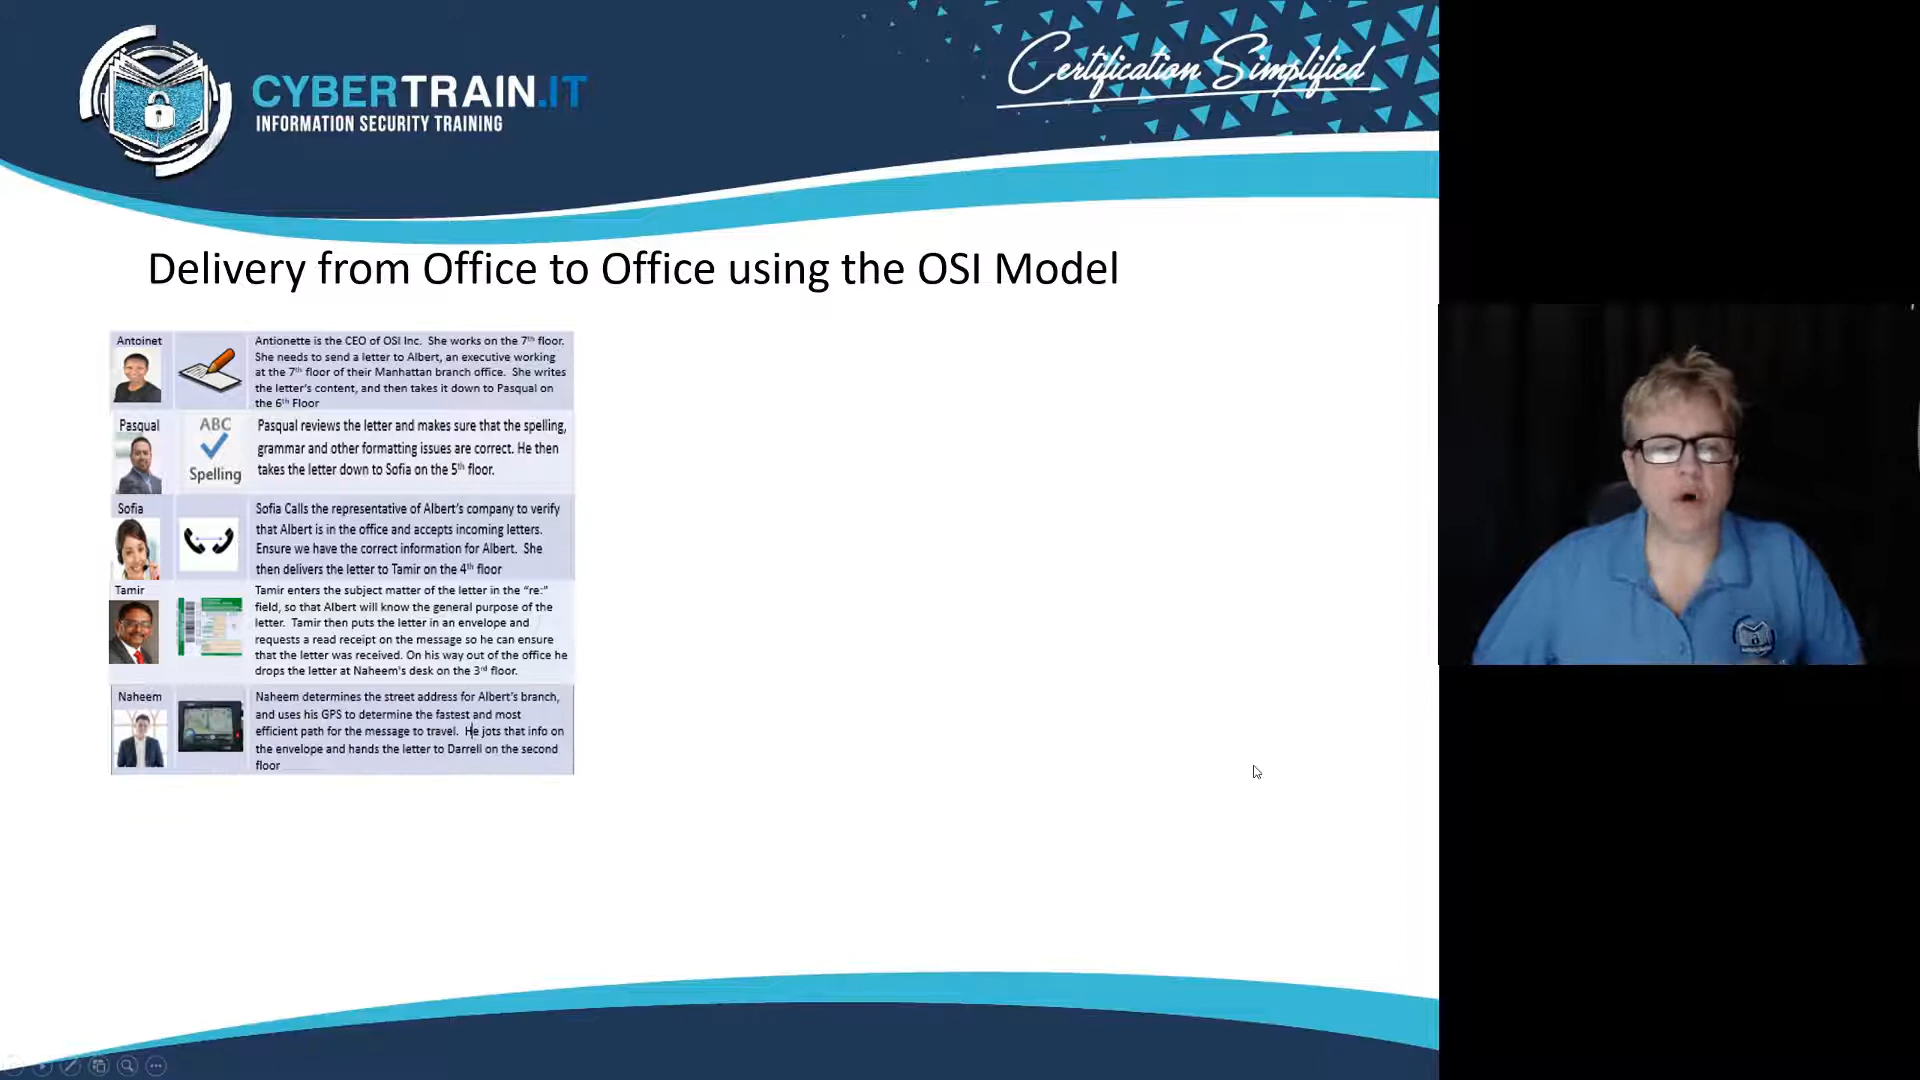 CYBERTRAIN.IT
INFORMATION SECURITY TRAINING
Certification Simplified
Delivery from Office to Office using the OSI Model
Antoinet
Antionette is the CEO of OSI Inc. She works on the 7th floor.
She needs to send a letter to Albert, an executive working
at the 7th floor of their Manhattan branch office. She writes
the letter's content, and then takes it down to Pasqual on
the 6th Floor
Pasqual
ABC
Spelling
Pasqual reviews the letter and makes sure that the spelling,
grammar and other formatting issues are correct. He then
takes the letter down to Sofia on the 5th floor.
Sofia
Sofia Calls the representative of Albert's company to verify
that Albert is in the office and accepts incoming letters.
Ensure we have the correct information for Albert. She
then delivers the letter to Tamir on the 4th floor
Tamir
Tamir enters the subject matter of the letter in the "re:"
field, so that Albert will know the general purpose of the
letter. Tamir then puts the letter in an envelope and
requests a read receipt on the message so he can ensure
that the letter was received. On his way out of the office he
drops the letter at Naheem's desk on the 3rd floor.
Naheem
Naheem determines the street address for Albert's branch,
and uses his GPS to determine the fastest and most
efficient path for the message to travel. He jots that info on
the envelope and hands the letter to Darrell on the second
floor